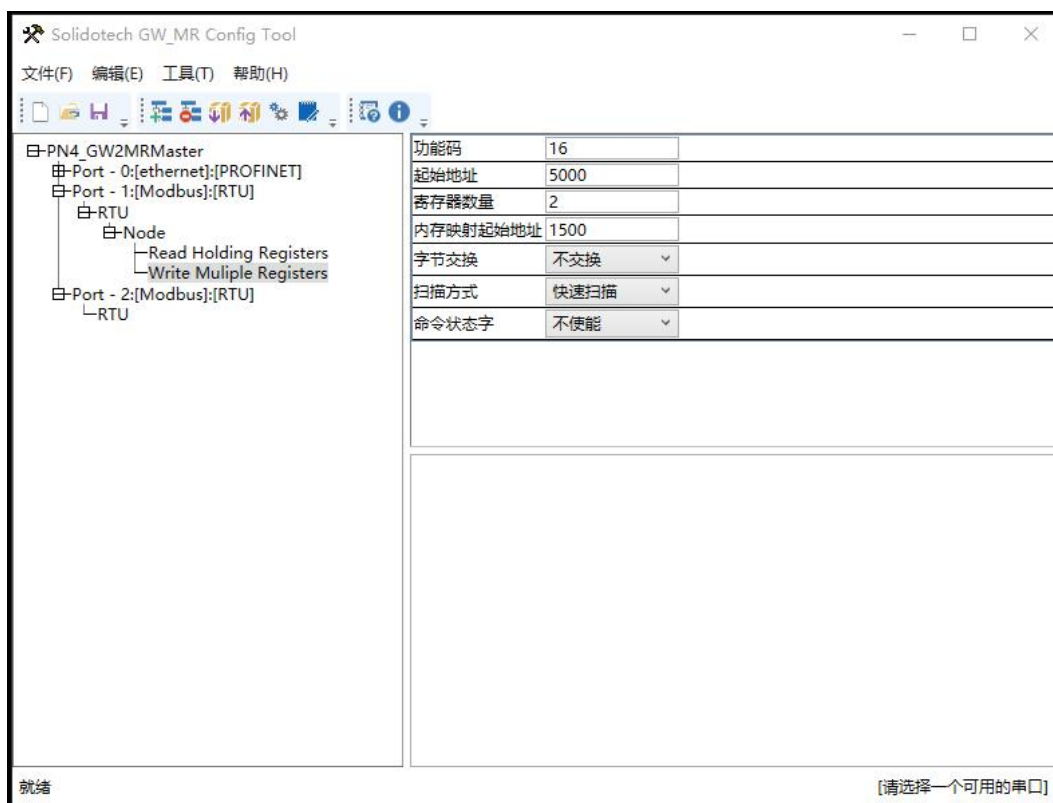 Solidotech GW_MR Config Tool
文件(F) 编辑(E) 工具(T) 帮助(H)
PN4_GW2MRMaster
Port - 0:[ethernet]:[PROFINET]
Port - 1:[Modbus]:[RTU]
RTU
Node
Read Holding Registers
Write Muliple Registers
Port - 2:[Modbus]:[RTU]
RTU
功能码 16
起始地址 5000
寄存器数量 2
内存映射起始地址 1500
字节交换 不交换
扫描方式 快速扫描
命令状态字 不使能
就绪 [请选择一个可用的串口]